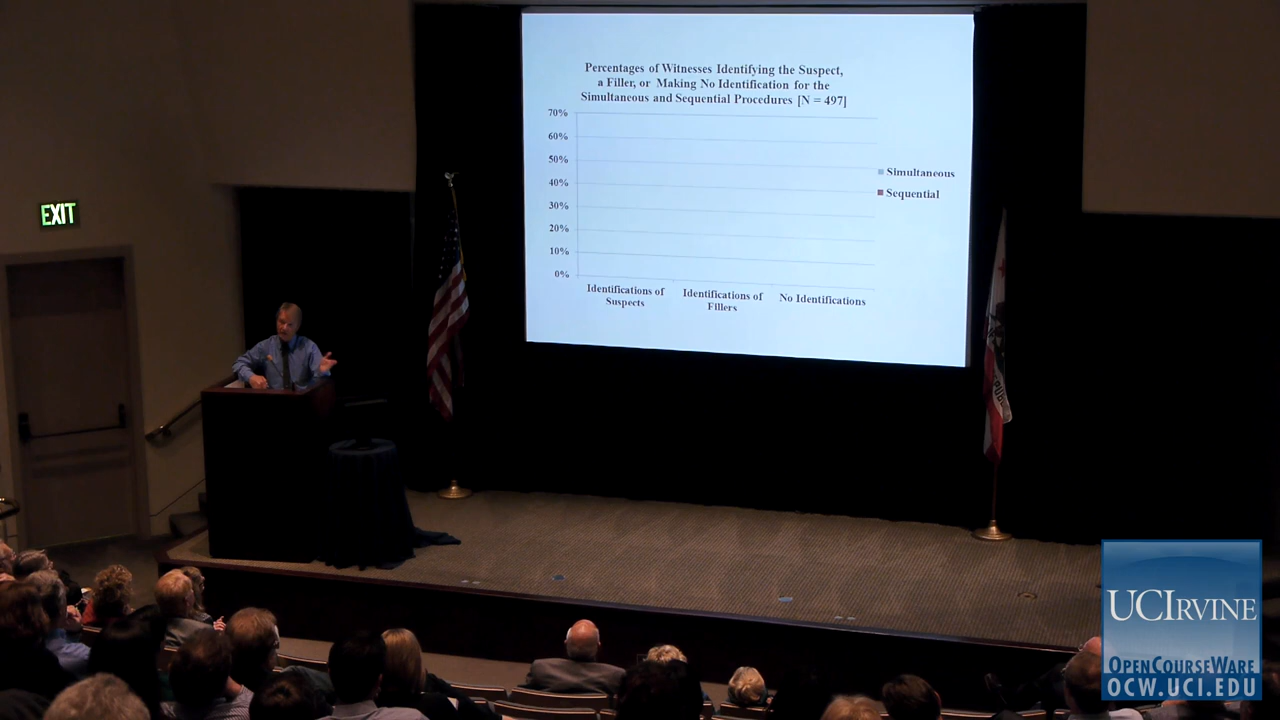 Percentages of Witnesses Identifying the Suspect,
a Filler, or Making No Identification for the
Simultaneous and Sequential Procedures [N = 497]
70%
60%
50%
40%
30%
20%
10%
0%
Simultaneous
Sequential
Identifications of
Suspects
Identifications of
Fillers
No Identifications
EXIT
UCIRVINE
OPENCOURSEWARE
OCW.UCI.EDU